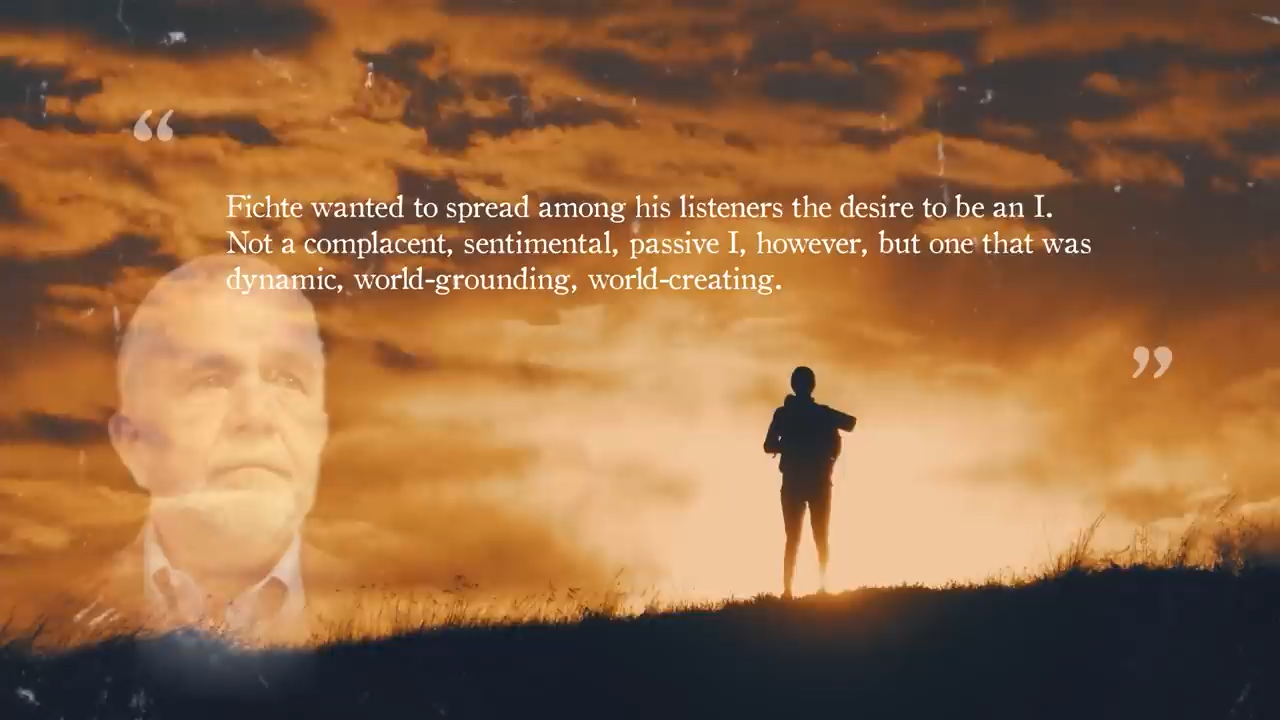 “
Fichte wanted to spread among his listeners the desire to be an I.
Not a complacent, sentimental, passive I, however, but one that was
dynamic, world-grounding, world-creating.
”